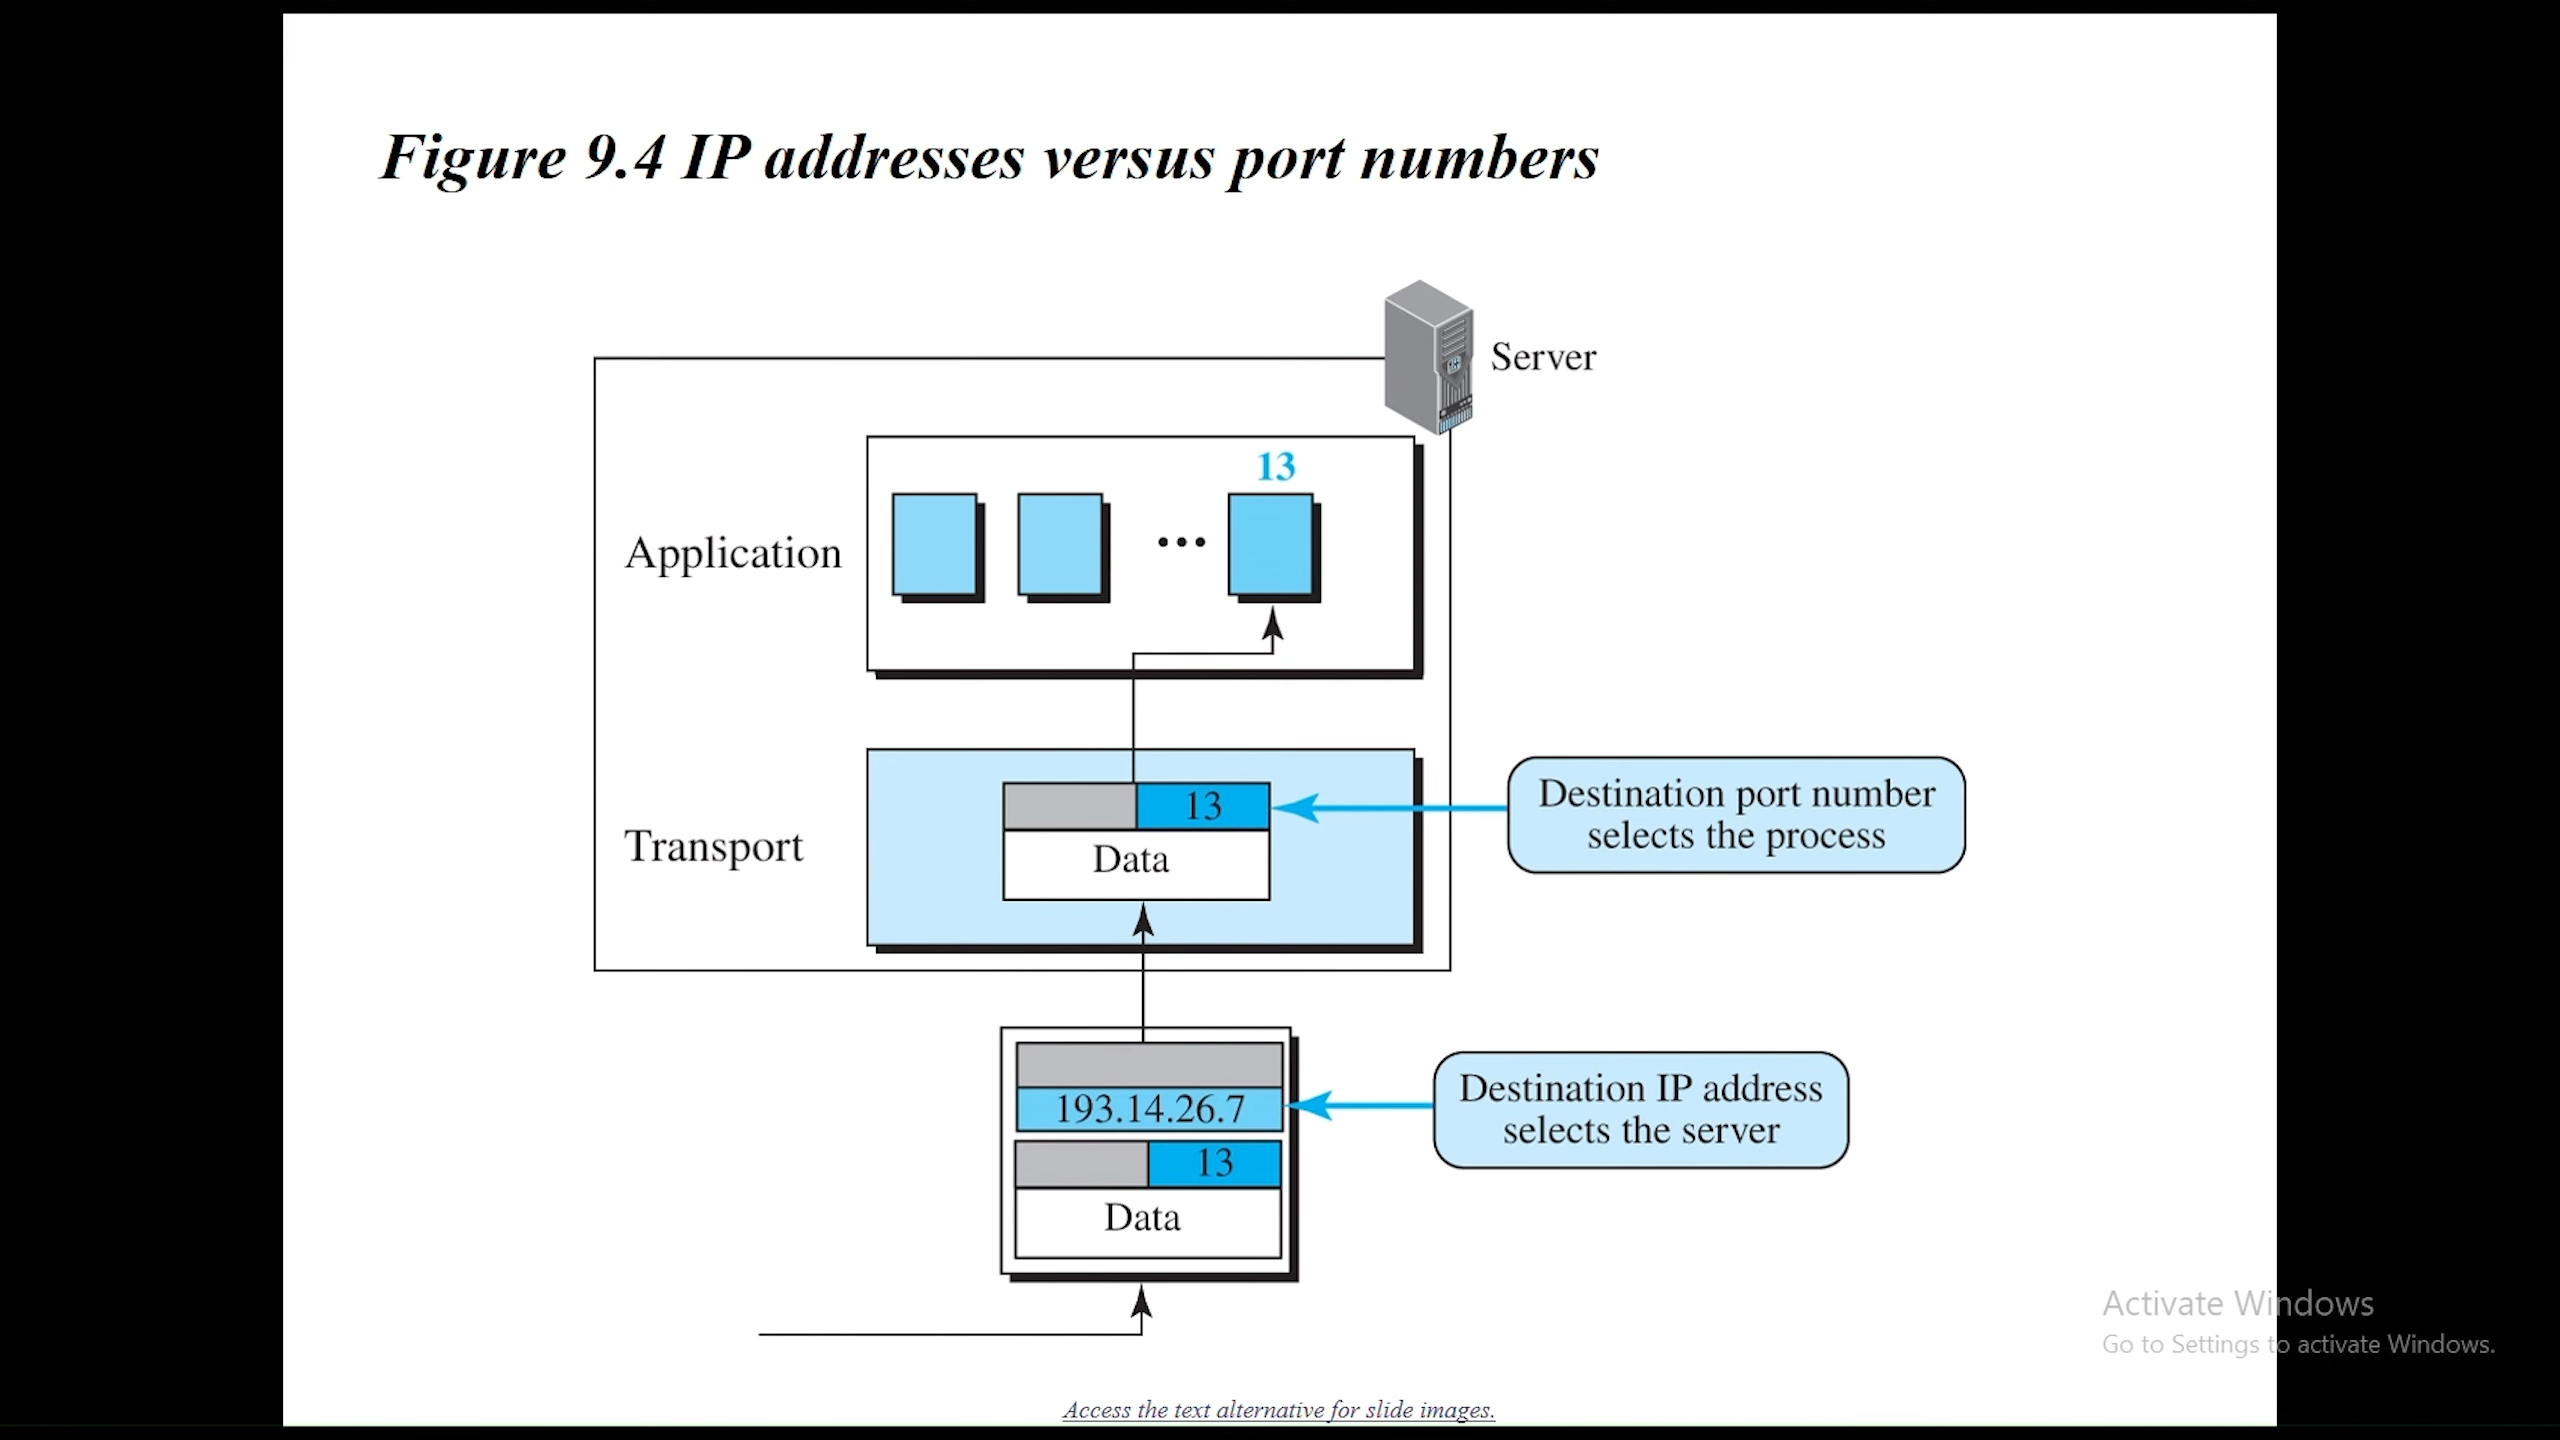 Figure 9.4 IP addresses versus port numbers
Server
13
Application
•••
13
Destination port number
selects the process
Transport
Data
193.14.26.7
Destination IP address
selects the server
13
Data
Activate Windows
Go to Settings to activate Windows.
Access the text alternative for slide images.